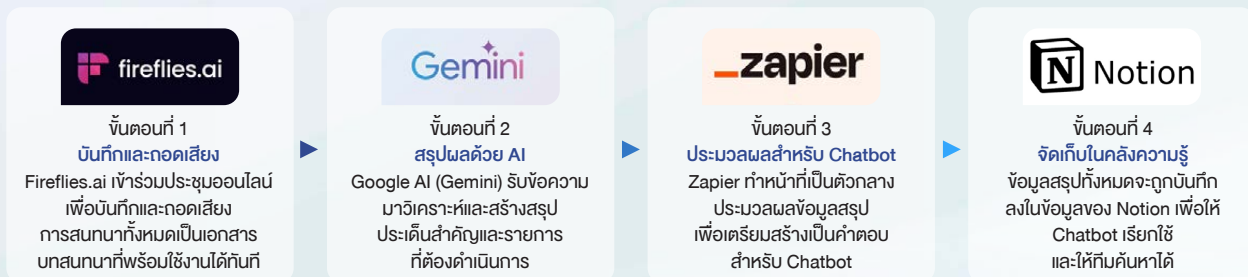 fireflies.ai
ขั้นตอนที่ 1
บันทึกและถอดเสียง
Fireflies.ai เข้าร่วมประชุมออนไลน์
เพื่อบันทึกและถอดเสียง
การสนทนาทั้งหมดเป็นเอกสาร
บทสนทนาที่พร้อมใช้งานได้ทันที
Gemini
ขั้นตอนที่ 2
สรุปผลด้วย AI
Google AI (Gemini) รับข้อความ
มาวิเคราะห์และสร้างสรุป
ประเด็นสำคัญและรายการ
ที่ต้องดำเนินการ
zapier
ขั้นตอนที่ 3
ประมวลผลสำหรับ Chatbot
Zapier ทำหน้าที่เป็นตัวกลาง
ประมวลผลข้อมูลสรุป
เพื่อเตรียมสร้างเป็นคำตอบ
สำหรับ Chatbot
N Notion
ขั้นตอนที่ 4
จัดเก็บในคลังความรู้
ข้อมูลสรุปทั้งหมดจะถูกบันทึก
ลงในข้อมูลของ Notion เพื่อให้
Chatbot เรียกใช้
และให้ทีมค้นหาได้